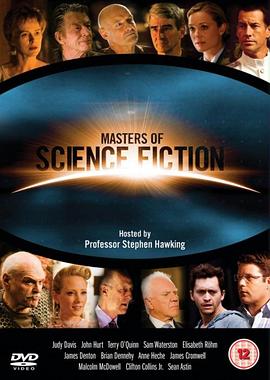 MASTERS OF
SCIENCE FICTION
Hosted by
Professor Stephen Hawking
Judy Davis John Hurt Terry O'Quinn Sam Waterston Elisabeth Röhm
James Denton Brian Dennehy Anne Heche James Cromwell
Malcolm McDowell Clifton Collins Jr. Sean Astin
DVD
VIDEO
12